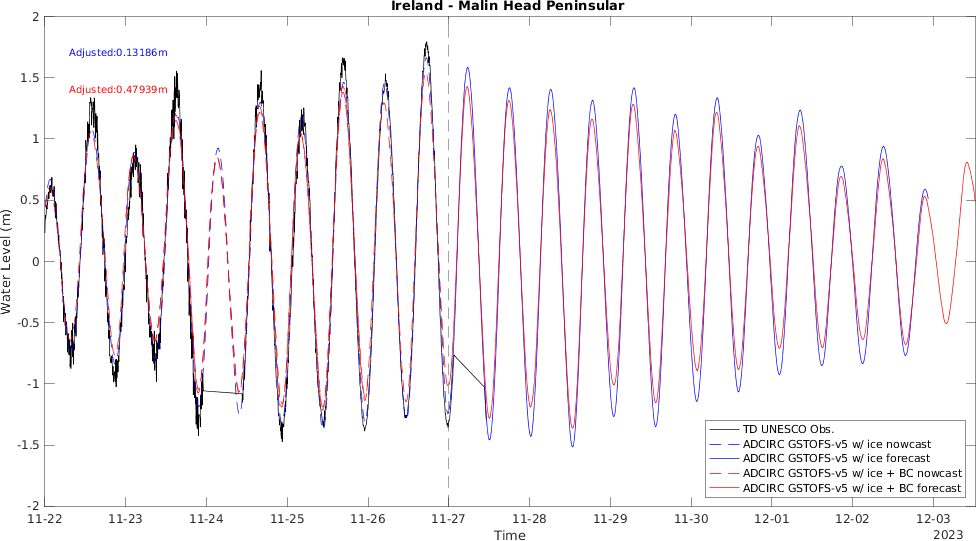 Ireland - Malin Head Peninsular
2
1.5
1
0.5
0
-0.5
-1
-1.5
-2
Water Level (m)
Adjusted:0.13186m
Adjusted:0.47939m
TD UNESCO Obs.
ADCIRC GSTOFS-v5 w/ ice nowcast
ADCIRC GSTOFS-v5 w/ ice forecast
ADCIRC GSTOFS-v5 w/ ice + BC nowcast
ADCIRC GSTOFS-v5 w/ ice + BC forecast
11-22 11-23 11-24 11-25 11-26 11-27 11-28 11-29 11-30 12-01 12-02 12-03
Time
2023